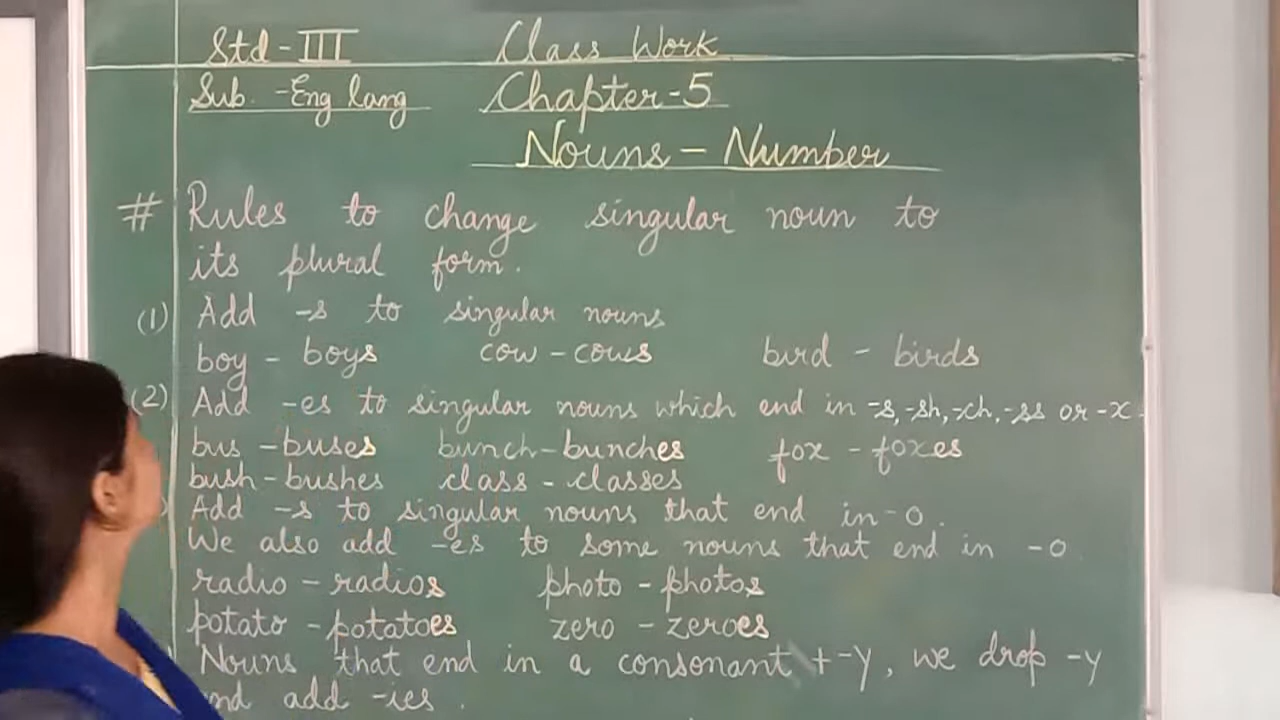 Std-III Class Work
Sub. -Eng lang Chapter-5
Nouns - Number
# Rules to change singular noun to
its plural form.
(1) Add -s to singular nouns
boy - boys cow - cows bird - birds
(2) Add -es to singular nouns which end in -s, -sh, -ch, -ss or -x.
bus - buses bunch - bunches fox - foxes
bush - bushes class - classes
) Add -s to singular nouns that end in -o.
We also add -es to some nouns that end in -o
radio - radios photo - photos
potato - potatoes zero - zeroes
Nouns that end in a consonant + -y, we drop -y
nd add -ies.